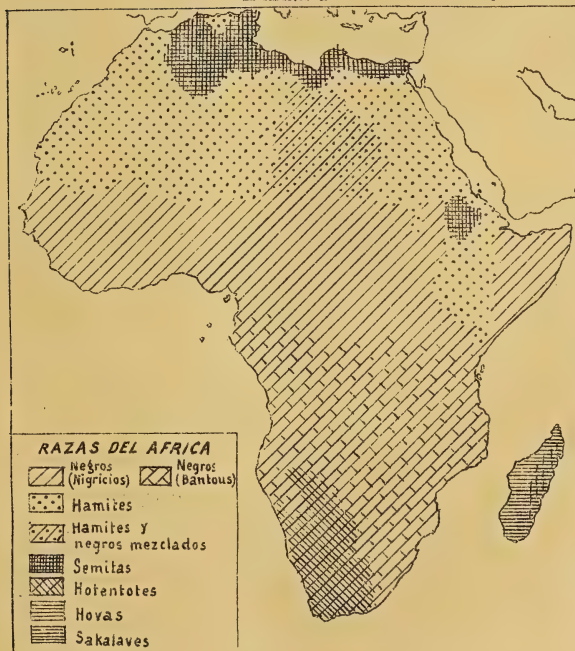 RAZAS DEL AFRICA
Negros (Nigricios)
Negros (Bantous)
Hamites
Hamites y negros mezclados
Semitas
Hotentotes
Hovas
Sakalaves